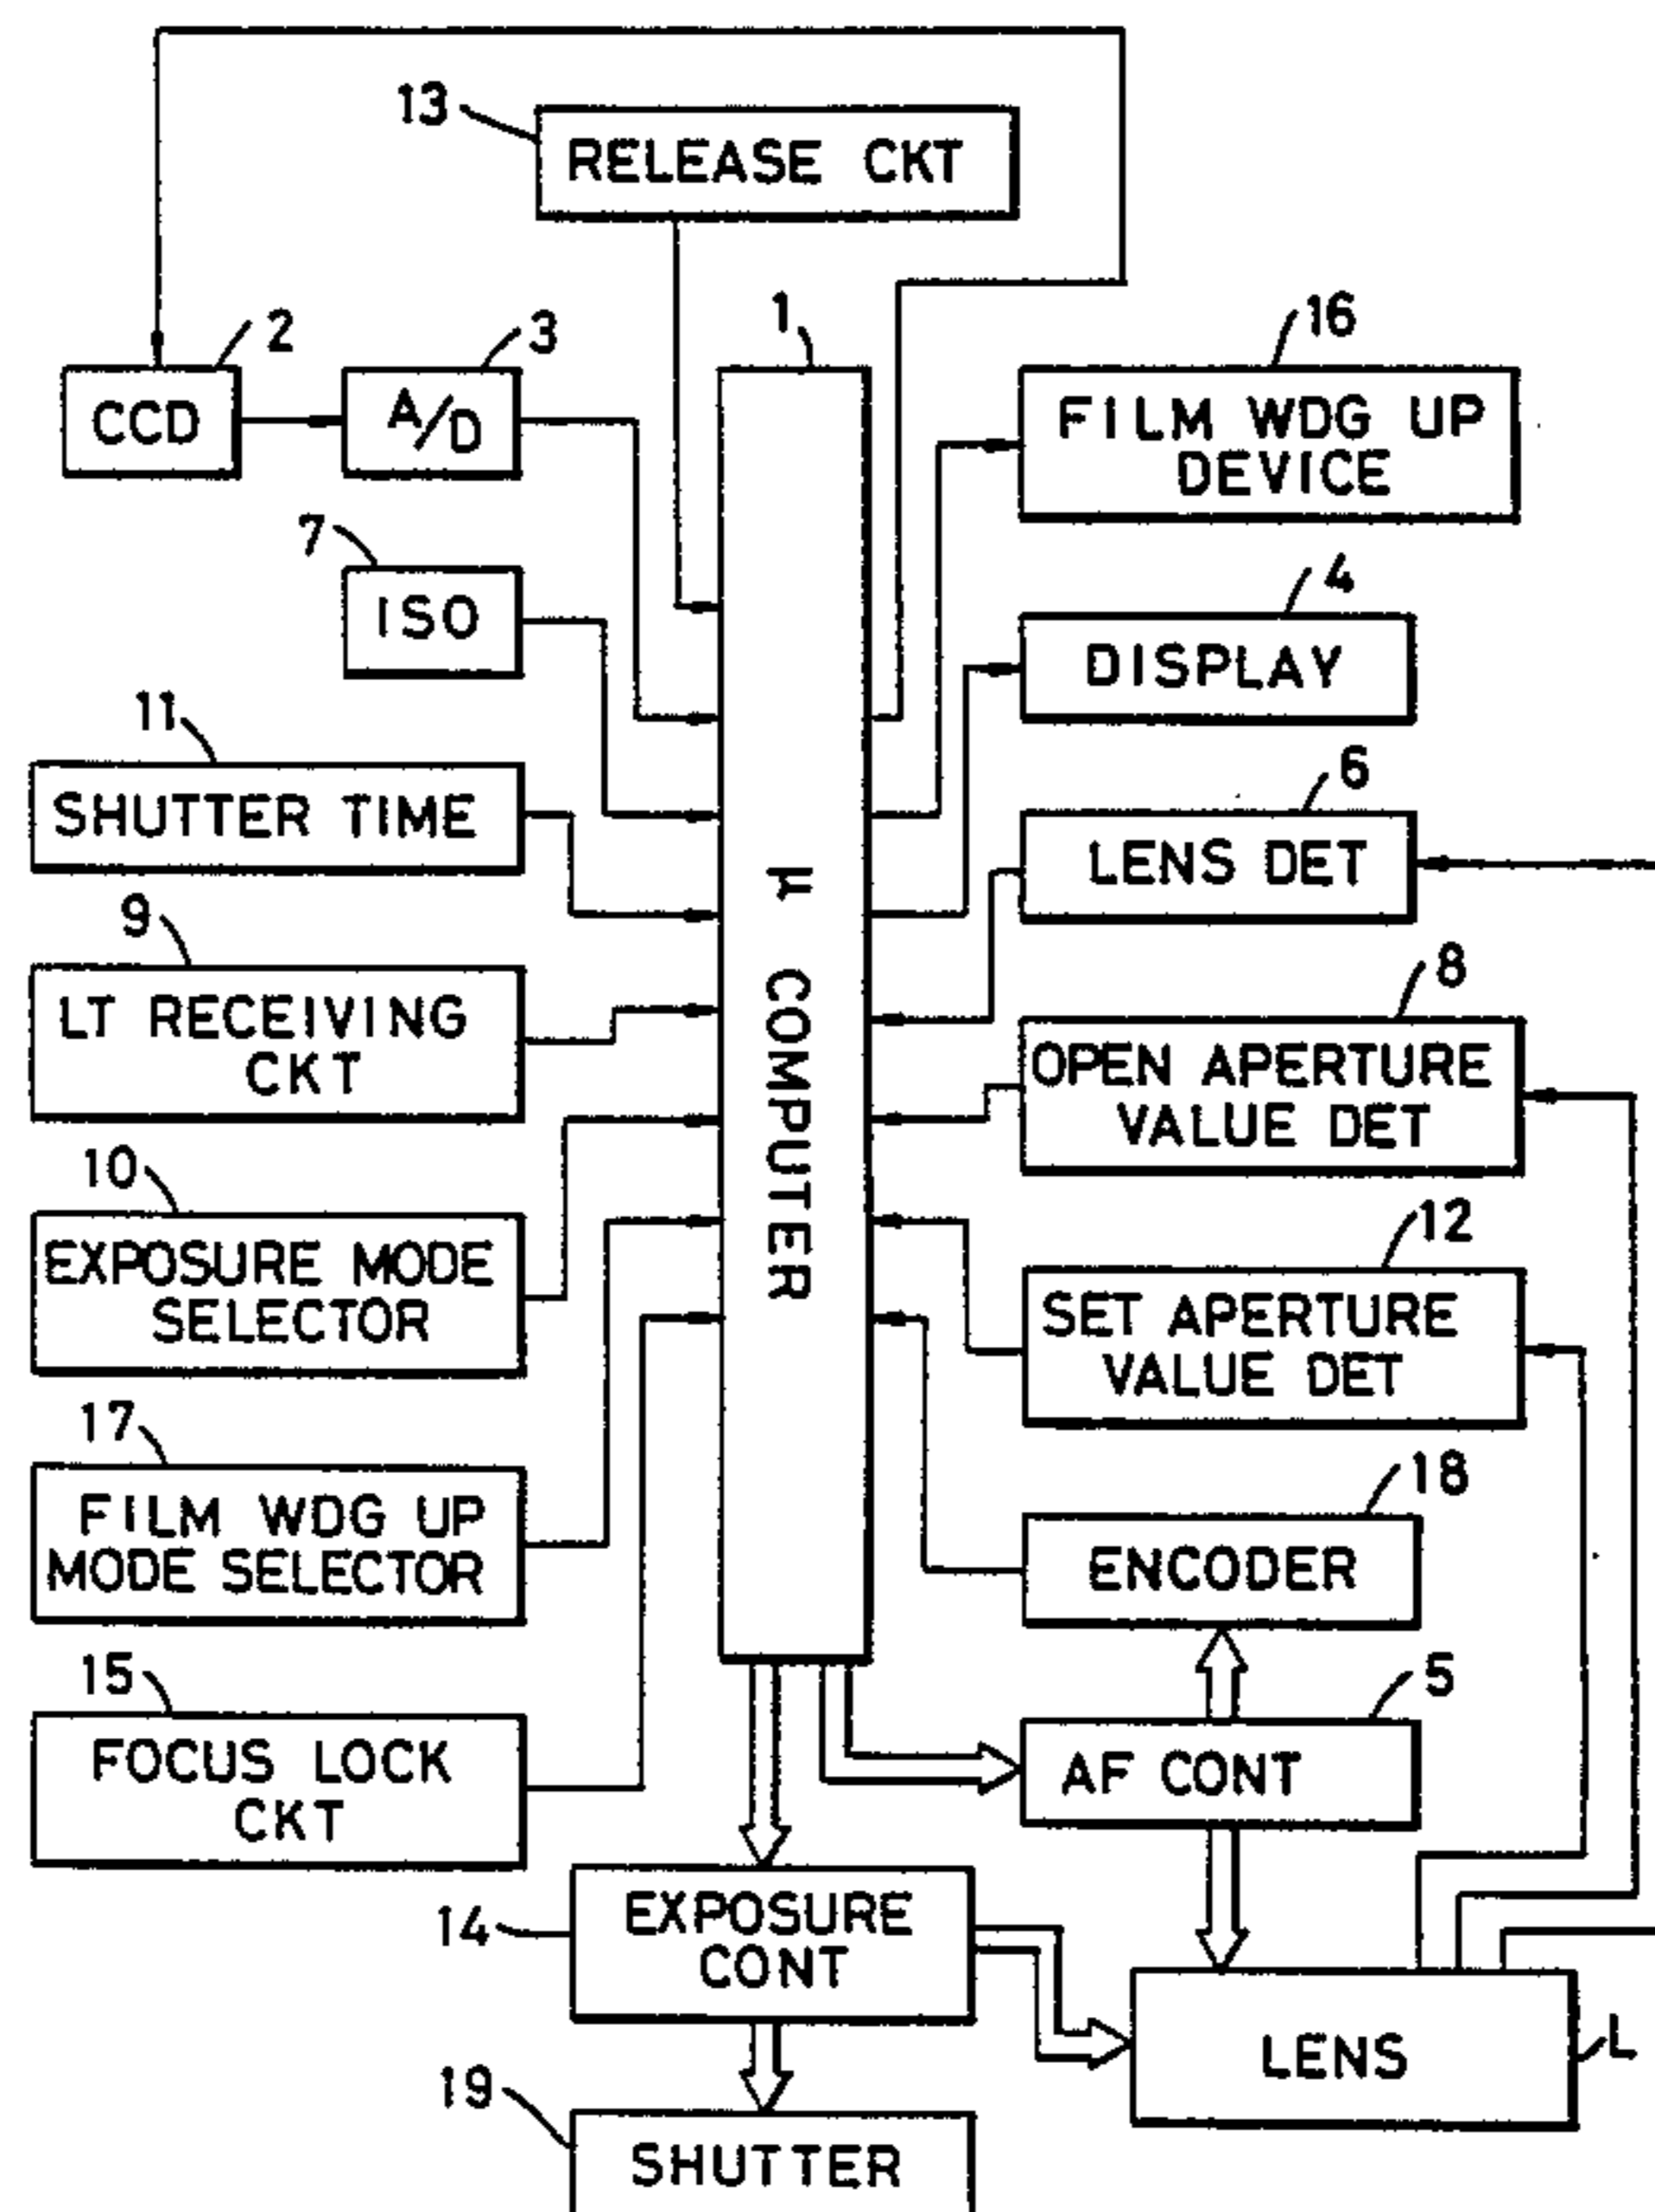 13
RELEASE CKT
2
CCD
3
A/D
1
μ COMPUTER
16
FILM WDG UP
DEVICE
7
ISO
4
DISPLAY
11
SHUTTER TIME
6
LENS DET
9
LT RECEIVING
CKT
8
OPEN APERTURE
VALUE DET
10
EXPOSURE MODE
SELECTOR
12
SET APERTURE
VALUE DET
17
FILM WDG UP
MODE SELECTOR
18
ENCODER
15
FOCUS LOCK
CKT
5
AF CONT
14
EXPOSURE
CONT
LENS
L
19
SHUTTER